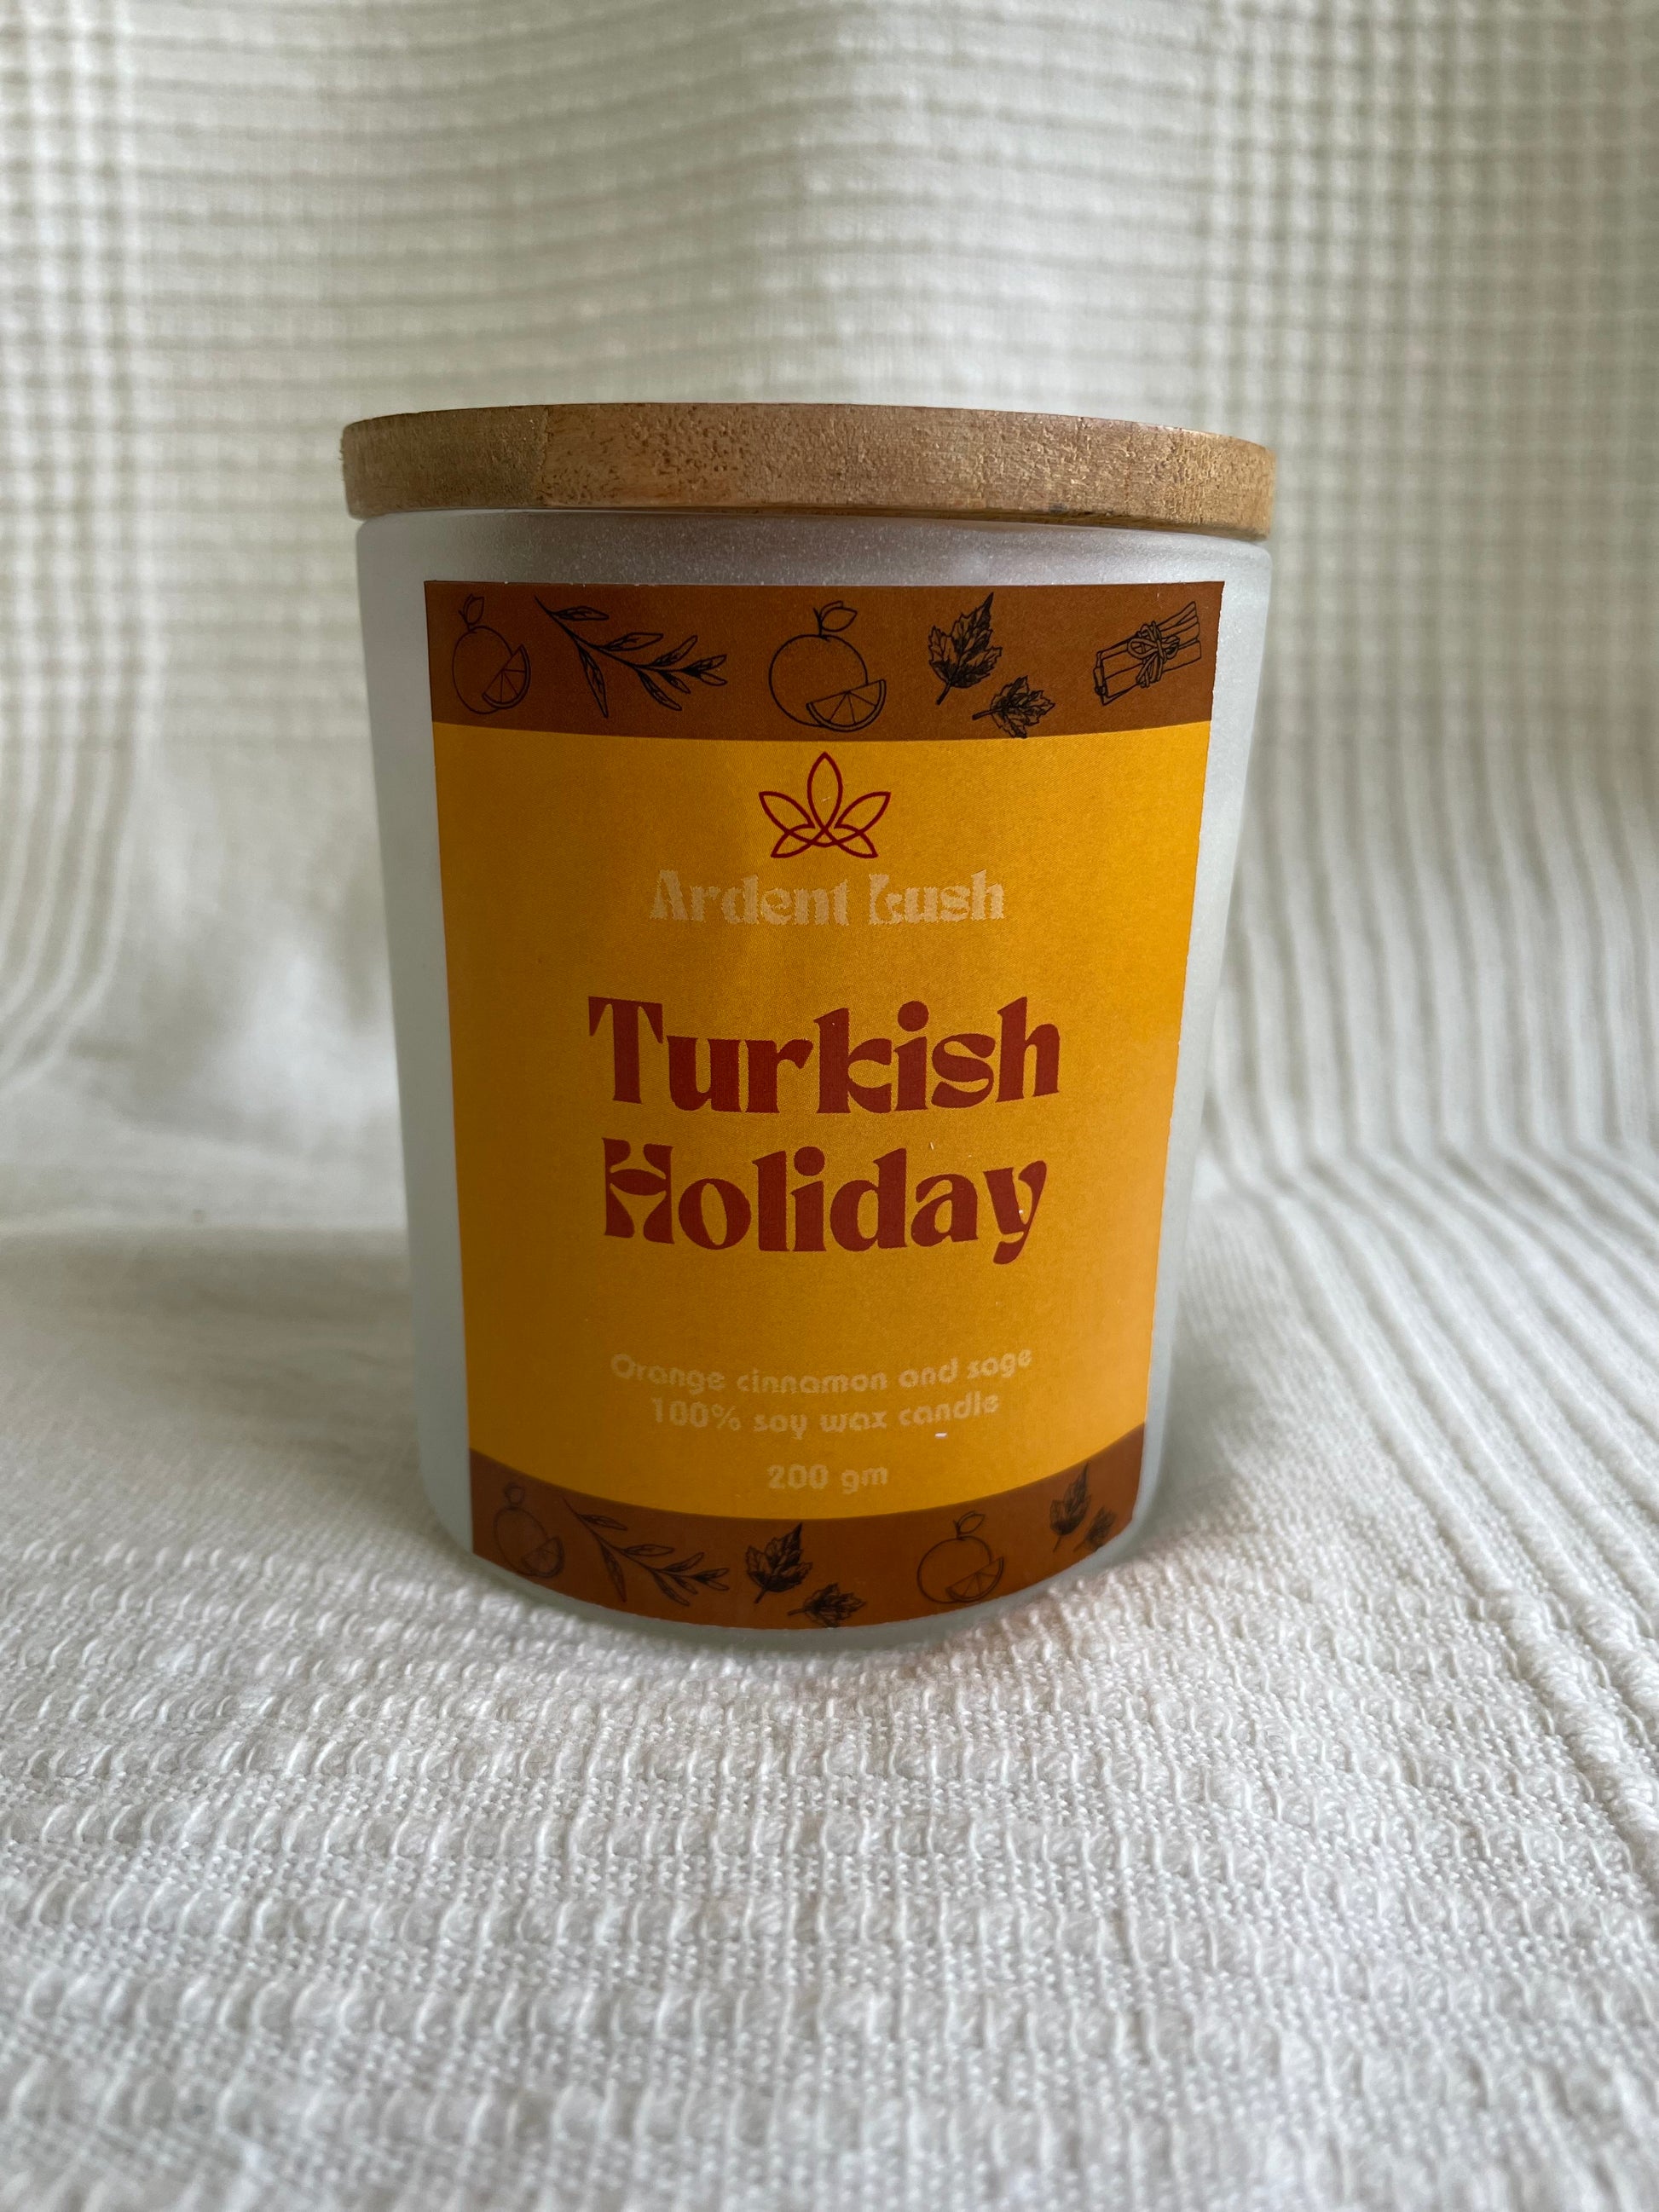 Ardent Lush
Turkish
Holiday
Orange cinnamon and sage
100% soy wax candle
200 gm